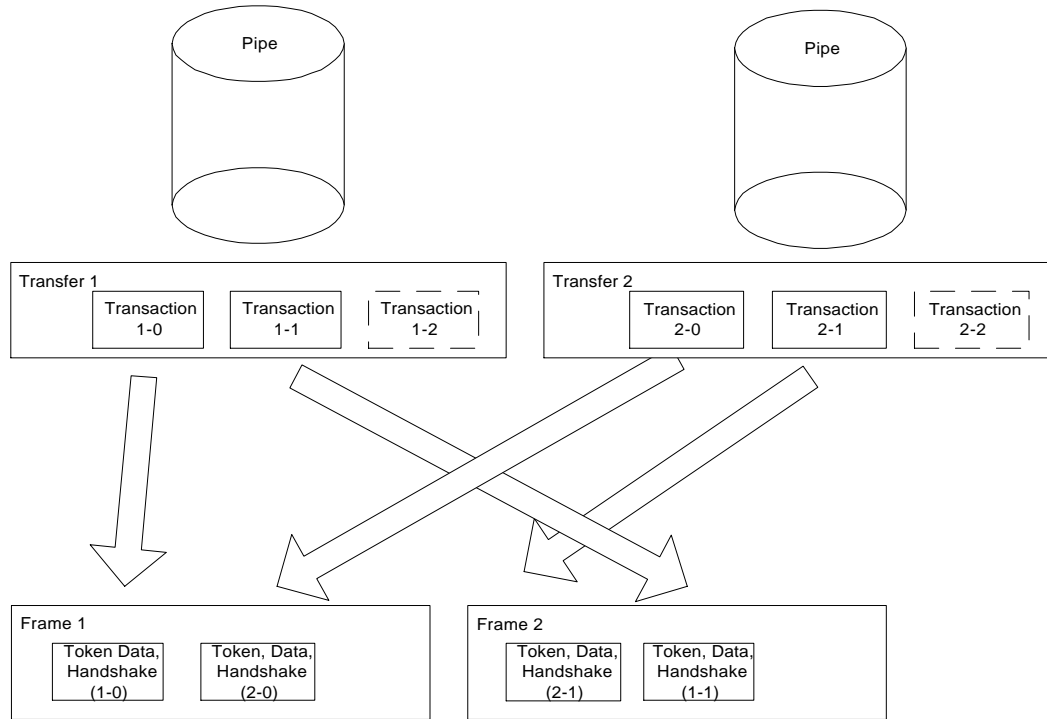 Pipe
Pipe
Transfer 1
Transaction
1-0
Transaction
1-1
Transaction
1-2
Transfer 2
Transaction
2-0
Transaction
2-1
Transaction
2-2
Frame 1
Token Data,
Handshake
(1-0)
Token, Data,
Handshake
(2-0)
Frame 2
Token, Data,
Handshake
(2-1)
Token, Data,
Handshake
(1-1)